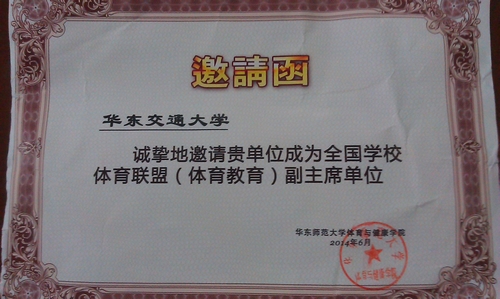 邀請函
华东交通大学
诚挚地邀请贵单位成为全国学校
体育联盟（体育教育）副主席单位
华东师范大学体育与健康学院
2014年6月